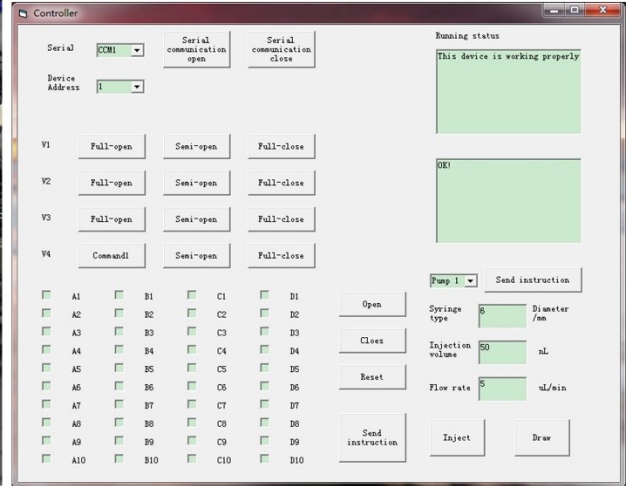 Controller
Serial
CCM1
Serial
communication
open
Serial
communication
close
Running status
This device is working properly
Device
Address
1
V1 Full-open Semi-open Full-close
OK!
V2 Full-open Semi-open Full-close
V3 Full-open Semi-open Full-close
V4 Command1 Semi-open Full-close
Pump 1 Send instruction
A1 B1 C1 D1
A2 B2 C2 D2
A3 B3 C3 D3
A4 B4 C4 D4
A5 B5 C5 D5
A6 B6 C6 D6
A7 B7 C7 D7
A8 B8 C8 D8
A9 B9 C9 D9
A10 B10 C10 D10
Open
Cloes
Reset
Send
instruction
Syringe
type
6
Diameter
/mm
Injection
volume
50
nL
Flow rate
5
uL/min
Inject
Draw